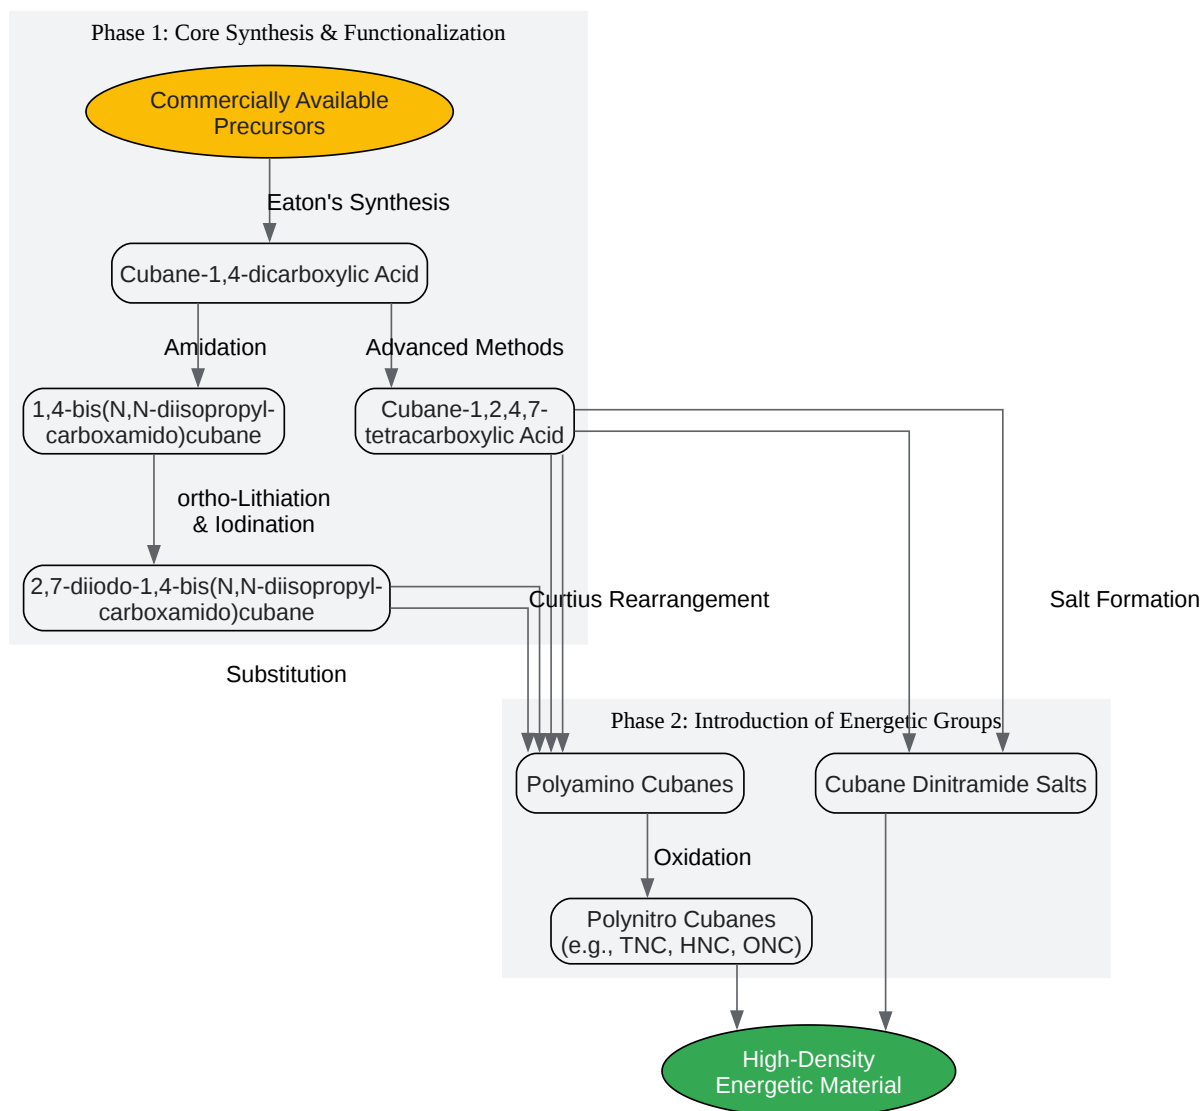 Phase 1: Core Synthesis & Functionalization
Commercially Available
Precursors
Eaton's Synthesis
Cubane-1,4-dicarboxylic Acid
Amidation
Advanced Methods
1,4-bis(N,N-diisopropyl-
carboxamido)cubane
Cubane-1,2,4,7-
tetracarboxylic Acid
ortho-Lithiation
& Iodination
2,7-diiodo-1,4-bis(N,N-diisopropyl-
carboxamido)cubane
Curtius Rearrangement
Salt Formation
Substitution
Phase 2: Introduction of Energetic Groups
Polyamino Cubanes
Cubane Dinitramide Salts
Oxidation
Polynitro Cubanes
(e.g., TNC, HNC, ONC)
High-Density
Energetic Material